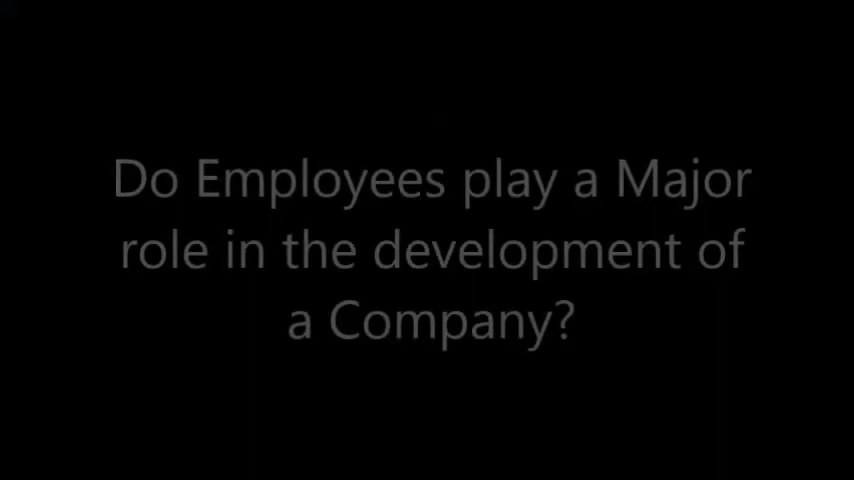 Do Employees play a Major
role in the development of
a Company?